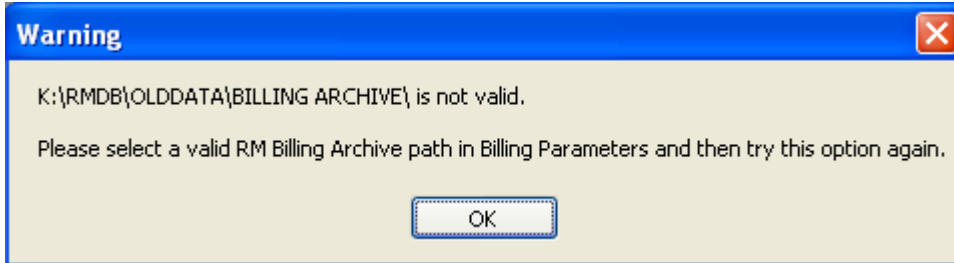 Warning
K:\RMDB\OLDDATA\BILLING ARCHIVE\ is not valid.
Please select a valid RM Billing Archive path in Billing Parameters and then try this option again.
OK